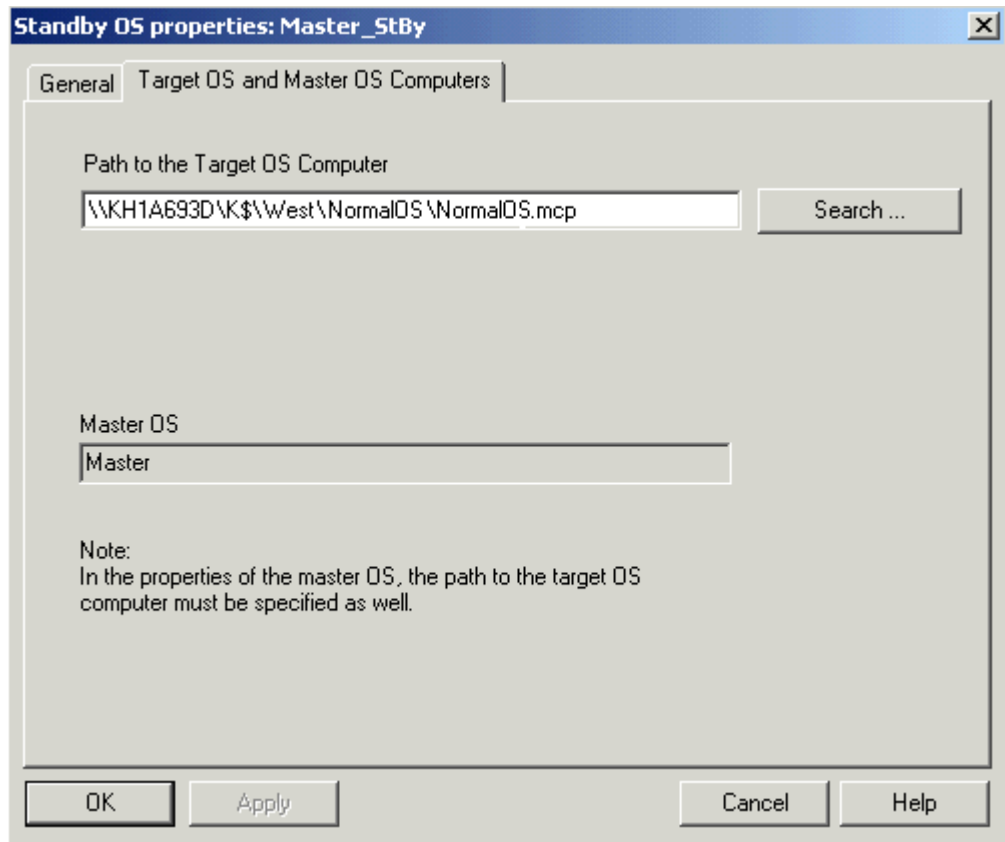 Standby OS properties: Master_StBy
General
Target OS and Master OS Computers
Path to the Target OS Computer
\\KH1A693D\K$\West\NormalOS\NormalOS.mcp
Search ...
Master OS
Master
Note:
In the properties of the master OS, the path to the target OS
computer must be specified as well.
OK
Apply
Cancel
Help